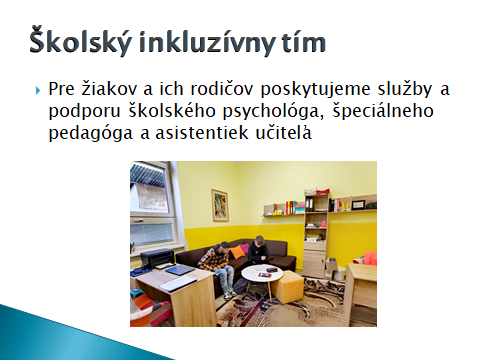 Školský inkluzívny tím
Pre žiakov a ich rodičov poskytujeme služby a
podporu školského psychológa, špeciálneho
pedagóga a asistentiek učiteľa